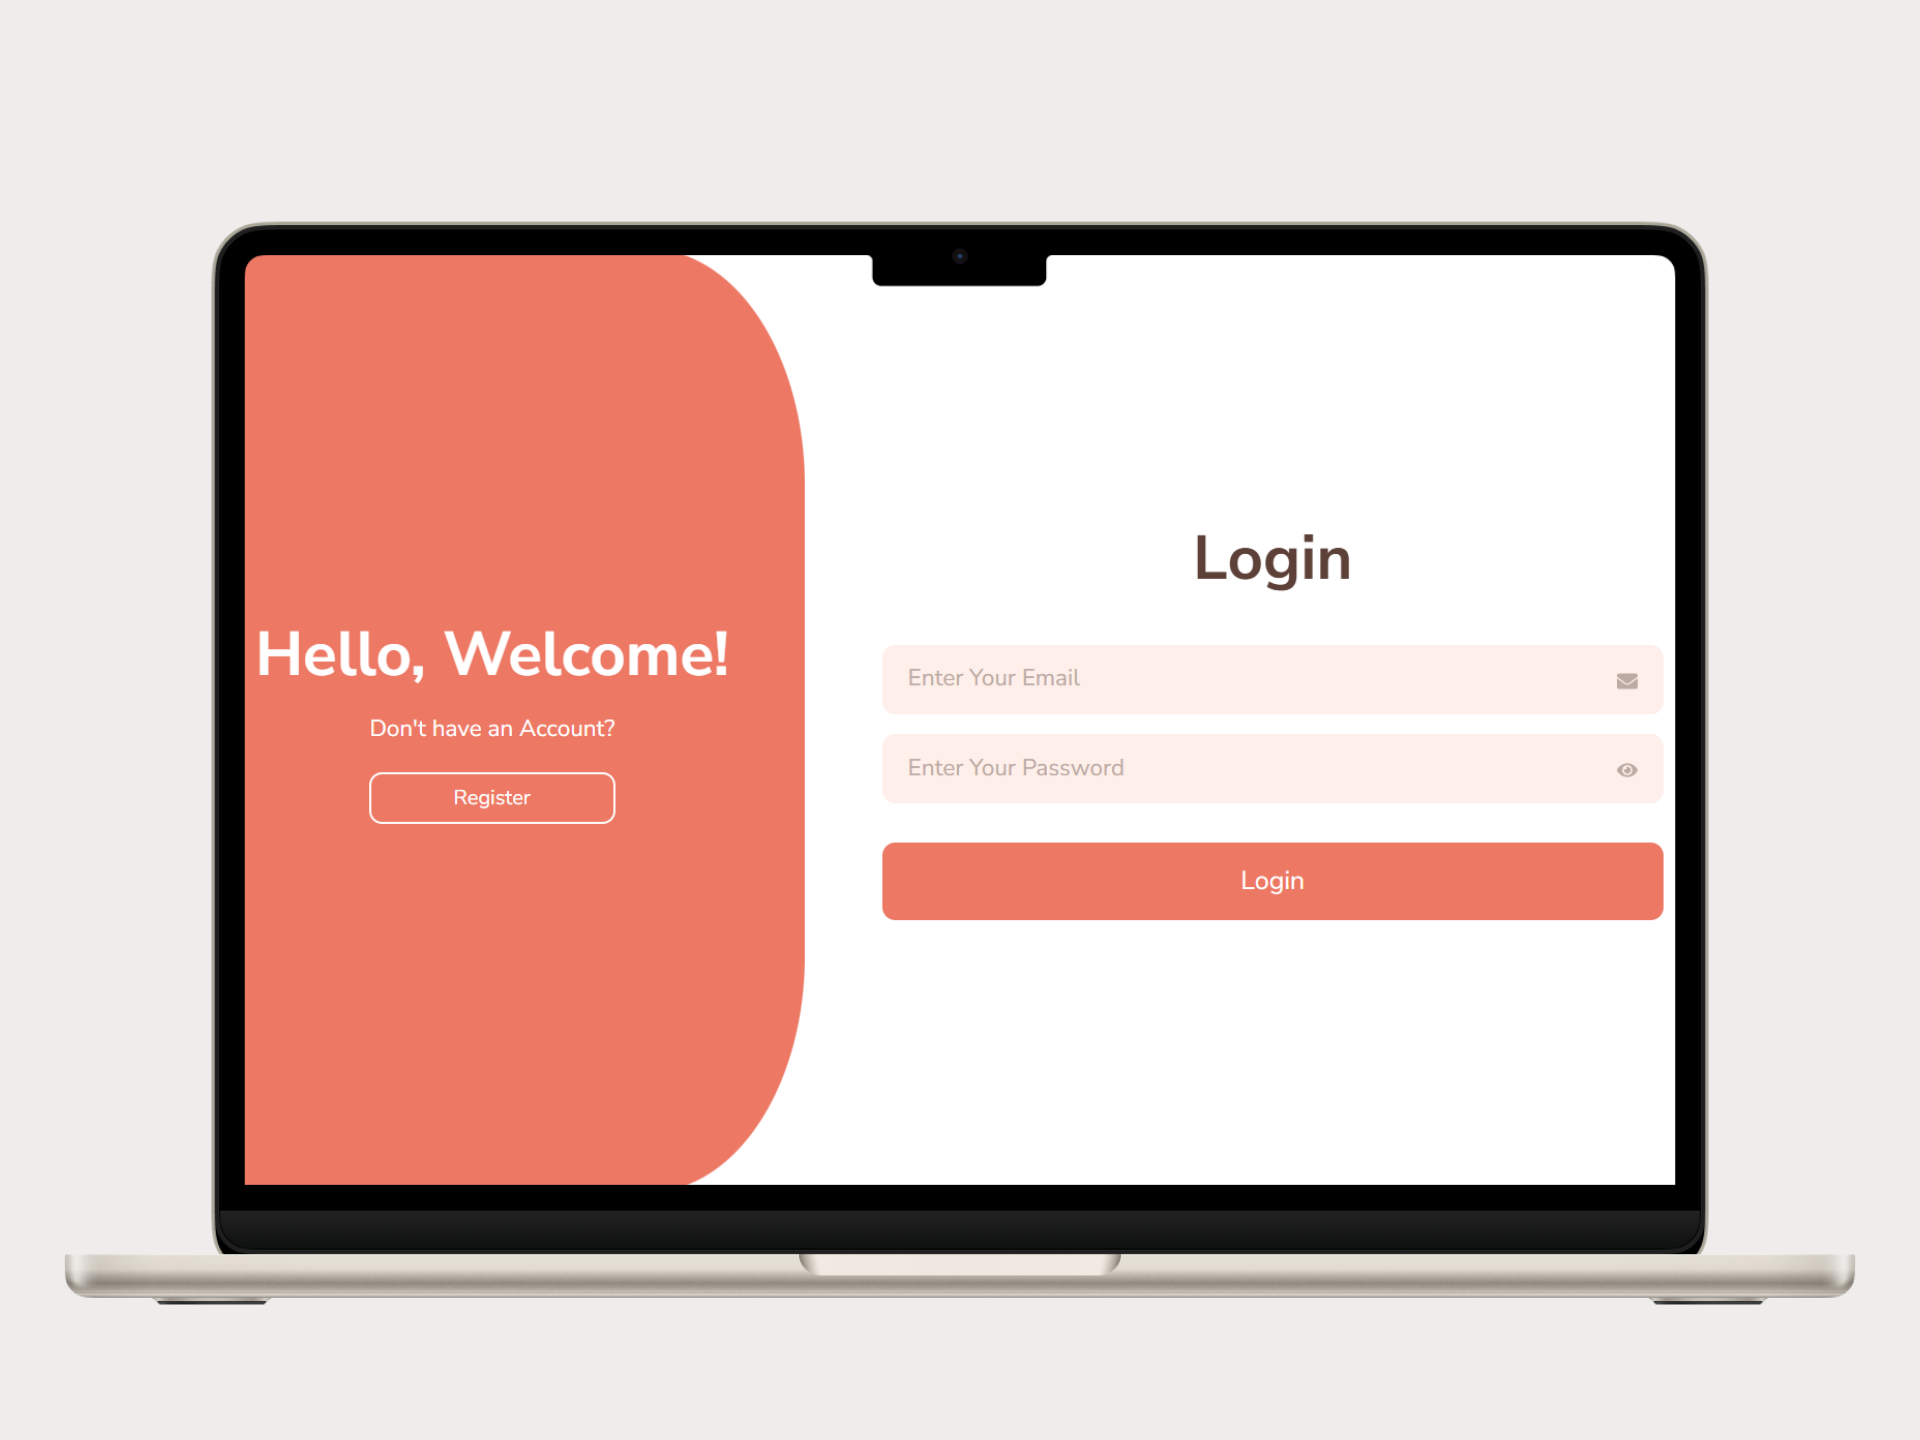 Hello, Welcome!
Don't have an Account?
Register
Login
Enter Your Email
Enter Your Password
Login